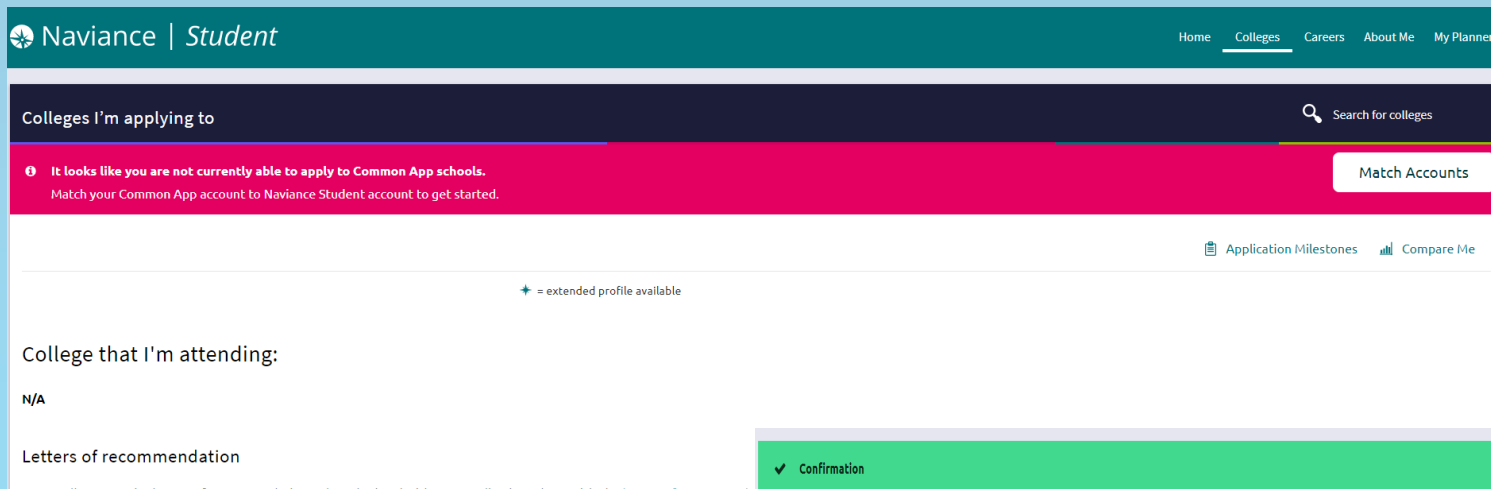 Naviance | Student
Home Colleges Careers About Me My Planner
Colleges I'm applying to
Search for colleges
It looks like you are not currently able to apply to Common App schools.
Match your Common App account to Naviance Student account to get started.
Match Accounts
Application Milestones Compare Me
= extended profile available
College that I'm attending:
N/A
Letters of recommendation
Confirmation